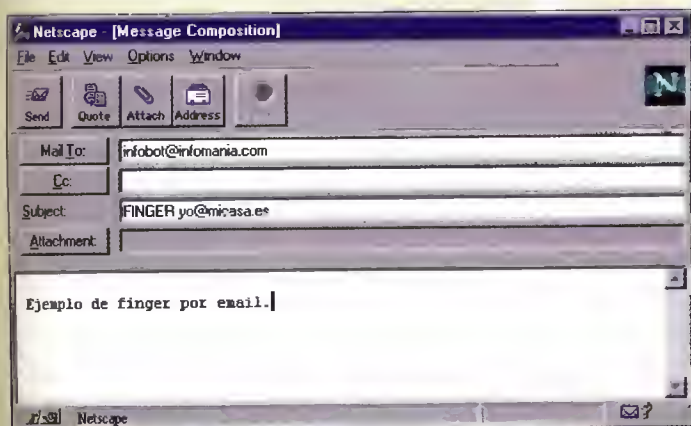 Netscape - [Message Composition]
File Edit View Options Window
Send Quote Attach Address
Mail To: infobot@infomania.com
Cc:
Subject: FINGER yo@micasa.es
Attachment:
Ejemplo de finger por email.
Netscape